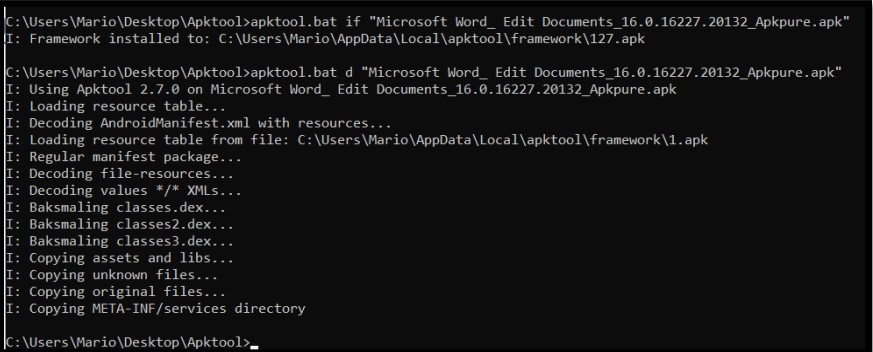 C:\Users\Mario\Desktop\Apktool>apktool.bat if "Microsoft Word_ Edit Documents_16.0.16227.20132_Apkpure.apk"
I: Framework installed to: C:\Users\Mario\AppData\Local\apktool\framework\127.apk
C:\Users\Mario\Desktop\Apktool>apktool.bat d "Microsoft Word_ Edit Documents_16.0.16227.20132_Apkpure.apk"
I: Using Apktool 2.7.0 on Microsoft Word_ Edit Documents_16.0.16227.20132_Apkpure.apk
I: Loading resource table...
I: Decoding AndroidManifest.xml with resources...
I: Loading resource table from file: C:\Users\Mario\AppData\Local\apktool\framework\1.apk
I: Regular manifest package...
I: Decoding file-resources...
I: Decoding values */* XMLs...
I: Baksmaling classes.dex...
I: Baksmaling classes2.dex...
I: Baksmaling classes3.dex...
I: Copying assets and libs...
I: Copying unknown files...
I: Copying original files...
I: Copying META-INF/services directory
C:\Users\Mario\Desktop\Apktool>